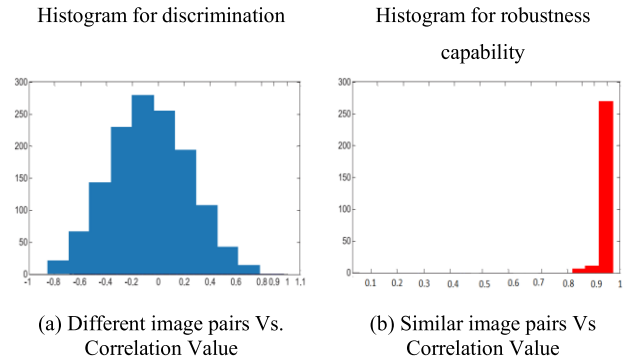 Histogram for discrimination
Histogram for robustness
capability
300
250
200
150
100
50
0
-1 -0.8 -0.6 -0.4 -0.2 0 0.2 0.4 0.6 0.8 0.9 1 1.1
300
250
200
150
100
50
0
0.1 0.2 0.3 0.4 0.5 0.6 0.7 0.8 0.9 1
(a) Different image pairs Vs.
Correlation Value
(b) Similar image pairs Vs
Correlation Value